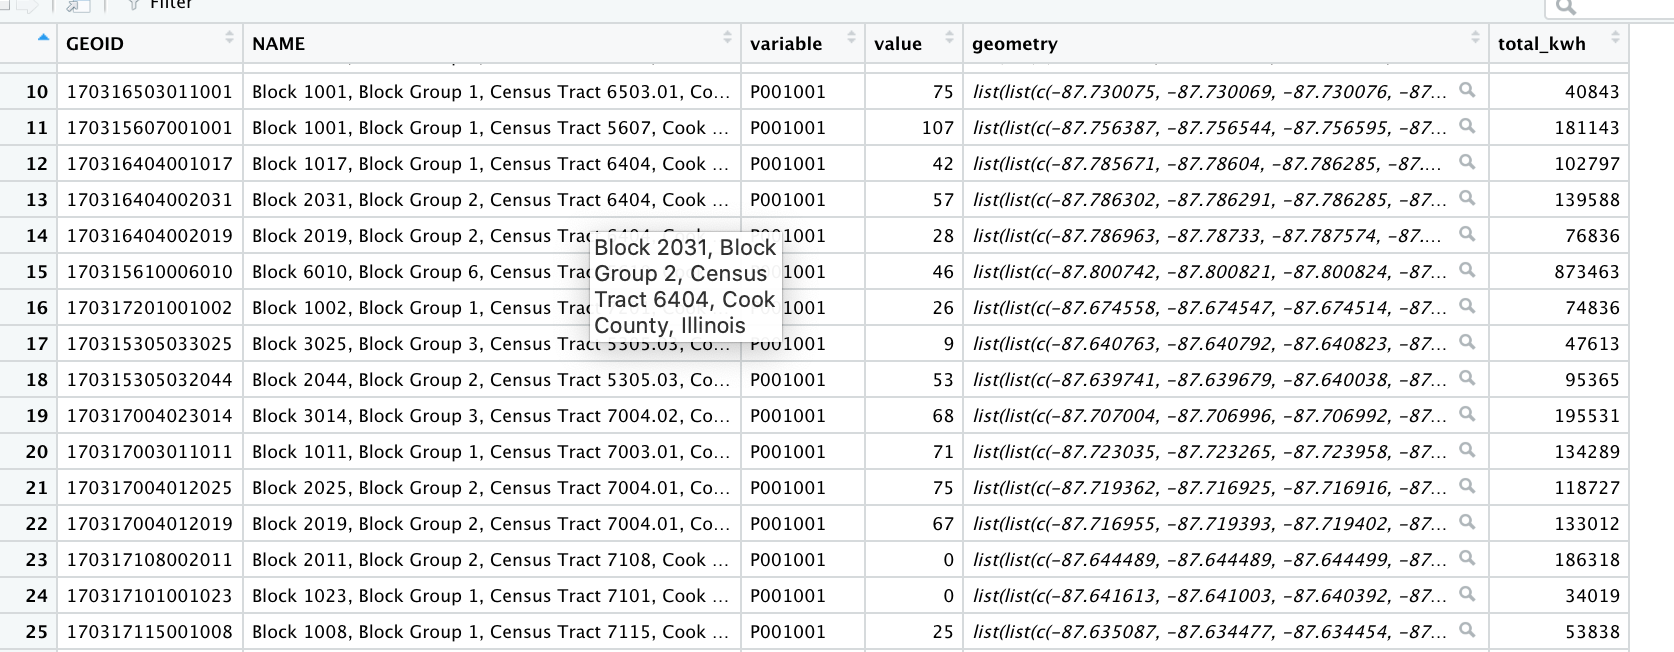 Filter
GEOID NAME variable value geometry total_kwh
10 170316503011001 Block 1001, Block Group 1, Census Tract 6503.01, Co... P001001 75 list(list(c(-87.730075, -87.730069, -87.730076, -87... 40843
11 170315607001001 Block 1001, Block Group 1, Census Tract 5607, Cook ... P001001 107 list(list(c(-87.756387, -87.756544, -87.756595, -87... 181143
12 170316404001017 Block 1017, Block Group 1, Census Tract 6404, Cook ... P001001 42 list(list(c(-87.785671, -87.78604, -87.786285, -87.... 102797
13 170316404002031 Block 2031, Block Group 2, Census Tract 6404, Cook ... P001001 57 list(list(c(-87.786302, -87.786291, -87.786285, -87... 139588
14 170316404002019 Block 2019, Block Group 2, Census 1001 28 list(list(c(-87.786963, -87.78733, -87.787574, -87.... 76836
Block 2031, Block
Group 2, Census
Tract 6404, Cook
County, Illinois
15 170315610006010 Block 6010, Block Group 6, Census 1001 46 list(list(c(-87.800742, -87.800821, -87.800824, -87... 873463
16 170317201001002 Block 1002, Block Group 1, Census 1001 26 list(list(c(-87.674558, -87.674547, -87.674514, -87... 74836
17 170315305033025 Block 3025, Block Group 3, Census Tract 5305.03, Co... P001001 9 list(list(c(-87.640763, -87.640792, -87.640823, -87... 47613
18 170315305032044 Block 2044, Block Group 2, Census Tract 5305.03, Co... P001001 53 list(list(c(-87.639741, -87.639679, -87.640038, -87... 95365
19 170317004023014 Block 3014, Block Group 3, Census Tract 7004.02, Co... P001001 68 list(list(c(-87.707004, -87.706996, -87.706992, -87... 195531
20 170317003011011 Block 1011, Block Group 1, Census Tract 7003.01, Co... P001001 71 list(list(c(-87.723035, -87.723265, -87.723958, -87... 134289
21 170317004012025 Block 2025, Block Group 2, Census Tract 7004.01, Co... P001001 75 list(list(c(-87.719362, -87.716925, -87.716916, -87... 118727
22 170317004012019 Block 2019, Block Group 2, Census Tract 7004.01, Co... P001001 67 list(list(c(-87.716955, -87.719393, -87.719402, -87... 133012
23 170317108002011 Block 2011, Block Group 2, Census Tract 7108, Cook ... P001001 0 list(list(c(-87.644489, -87.644489, -87.644499, -87... 186318
24 170317101001023 Block 1023, Block Group 1, Census Tract 7101, Cook ... P001001 0 list(list(c(-87.641613, -87.641003, -87.640392, -87... 34019
25 170317115001008 Block 1008, Block Group 1, Census Tract 7115, Cook ... P001001 25 list(list(c(-87.635087, -87.634477, -87.634454, -87... 53838